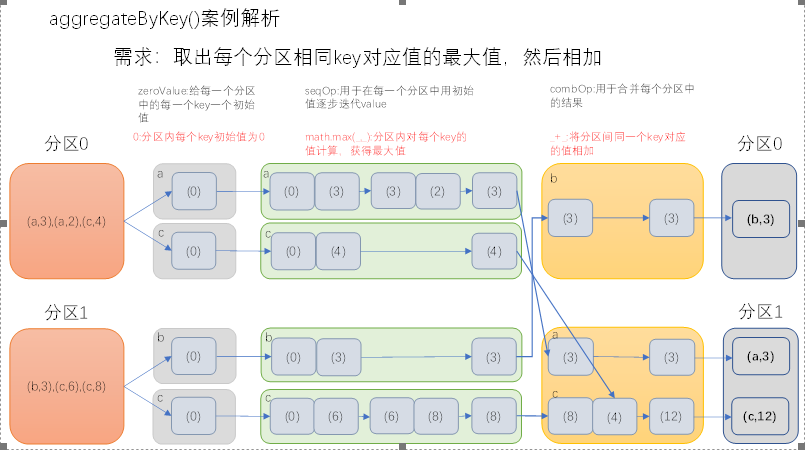 aggregateByKey()案例解析
需求：取出每个分区相同key对应值的最大值，然后相加
zeroValue:给每一个分区
中的每一个key一个初始
值
0:分区内每个key初始值为0
seqOp:用于在每一个分区中用初始
值逐步迭代value
math.max(_,_):分区内对每个key的
值计算，获得最大值
combOp:用于合并每个分区中
的结果
_+_:将分区间同一个key对应
的值相加
分区0
分区0
(a,3),(a,2),(c,4)
a
(0)
a
(0)
(3)
(3)
(2)
(3)
c
(0)
c
(0)
(4)
(4)
b
(3)
(3)
(b,3)
分区1
分区1
(b,3),(c,6),(c,8)
b
(0)
b
(0)
(3)
(3)
a
(3)
(3)
(a,3)
c
(0)
c
(0)
(6)
(6)
(8)
(8)
c
(8)
(4)
(12)
(c,12)